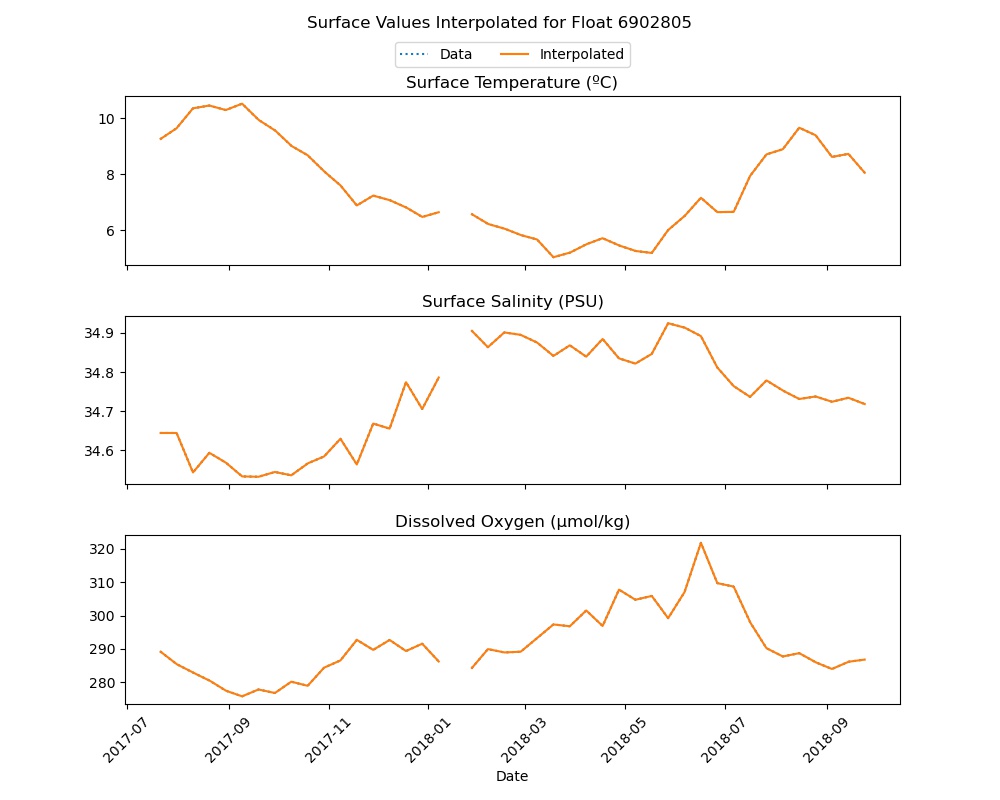 Surface Values Interpolated for Float 6902805
Data Interpolated
Surface Temperature (ºC)
10
8
6
Surface Salinity (PSU)
34.9
34.8
34.7
34.6
Dissolved Oxygen (μmol/kg)
320
310
300
290
280
2017-07 2017-09 2017-11 2018-01 2018-03 2018-05 2018-07 2018-09
Date